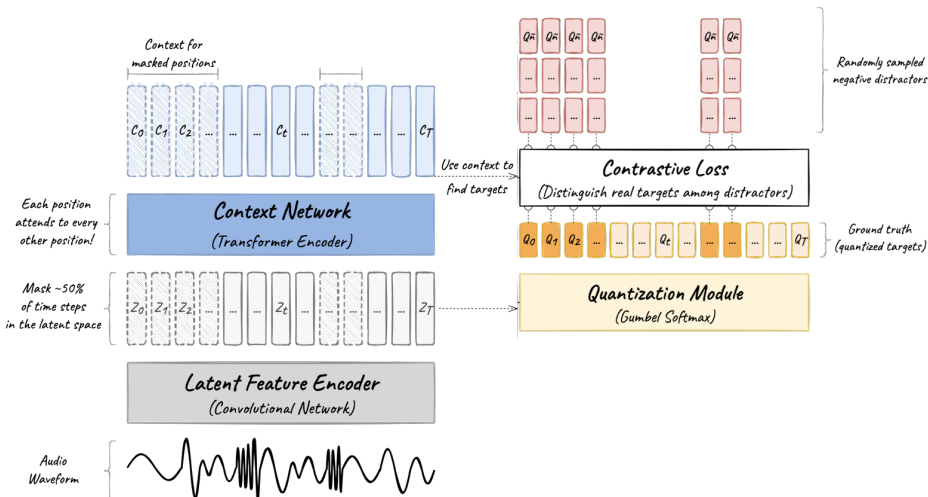 Context for
masked positions
C0 C1 C2 ... ... ... Ct ... ... ... ... ... CT
Each position
attends to every
other position!
Context Network
(Transformer Encoder)
Mask ~50%
of time steps
in the latent space
Z0 Z1 Z2 ... ... ... Zt ... ... ... ... ... ZT
Latent Feature Encoder
(Convolutional Network)
Audio
Waveform
Use context to
find targets
Qñ Qñ Qñ Qñ Qñ Qñ
... ... ... ... ... ...
... ... ... ... ... ...
Randomly sampled
negative distractors
Contrastive Loss
(Distinguish real targets among distractors)
Q0 Q1 Q2 ... ... ... Qt ... ... ... ... ... QT
Ground truth
(quantized targets)
Quantization Module
(Gumbel Softmax)